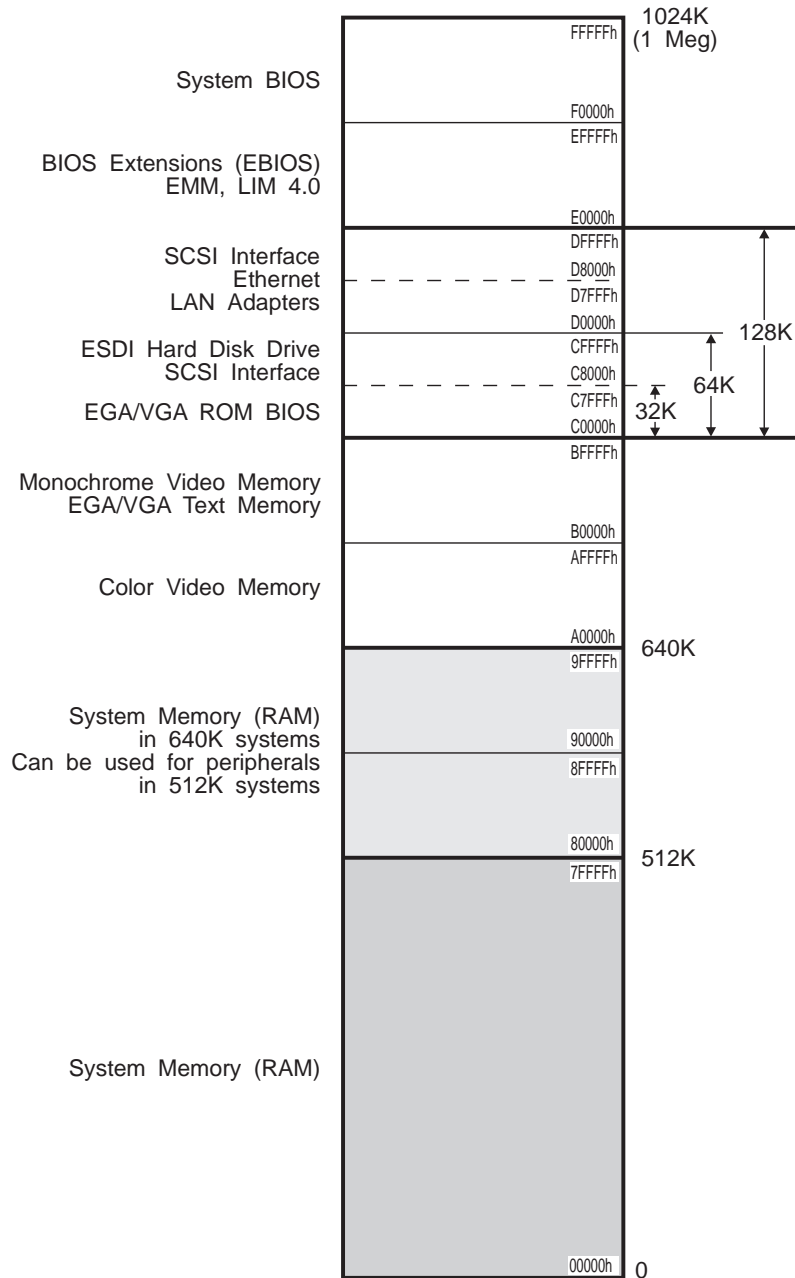 1024K
(1 Meg)
FFFFFh
System BIOS
F0000h
EFFFFh
BIOS Extensions (EBIOS)
EMM, LIM 4.0
E0000h
DFFFFh
SCSI Interface
Ethernet
LAN Adapters
D8000h
D7FFFh
D0000h
128K
CFFFFh
ESDI Hard Disk Drive
SCSI Interface
C8000h
64K
C7FFFh
32K
EGA/VGA ROM BIOS
C0000h
BFFFFh
Monochrome Video Memory
EGA/VGA Text Memory
B0000h
AFFFFh
Color Video Memory
A0000h
640K
9FFFFh
System Memory (RAM)
in 640K systems
Can be used for peripherals
in 512K systems
90000h
8FFFFh
80000h
512K
7FFFFh
System Memory (RAM)
00000h
0